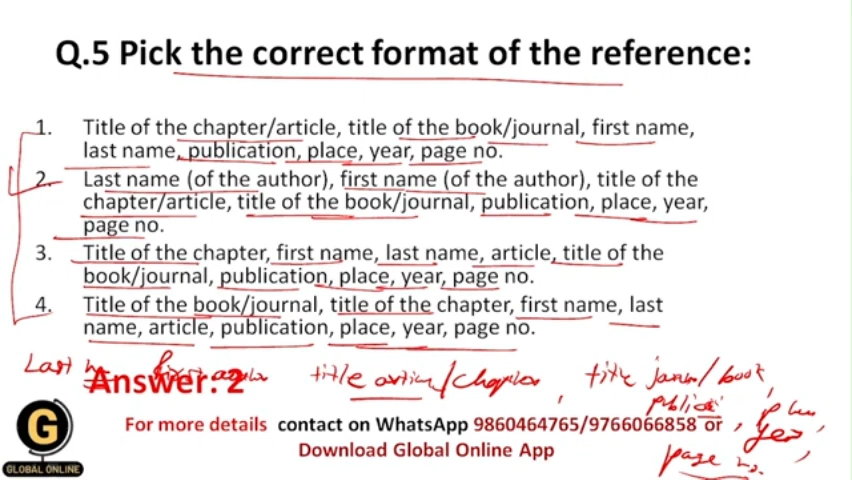 Q.5 Pick the correct format of the reference:
1. Title of the chapter/article, title of the book/journal, first name,
last name, publication, place, year, page no.
2. Last name (of the author), first name (of the author), title of the
chapter/article, title of the book/journal, publication, place, year,
page no.
3. Title of the chapter, first name, last name, article, title of the
book/journal, publication, place, year, page no.
4. Title of the book/journal, title of the chapter, first name, last
name, article, publication, place, year, page no.
Last title /chapter, title /book,
Answer: 2
For more details contact on WhatsApp 9860464765/9766066858 or
Download Global Online App
page no.
G
GLOBAL ONLINE